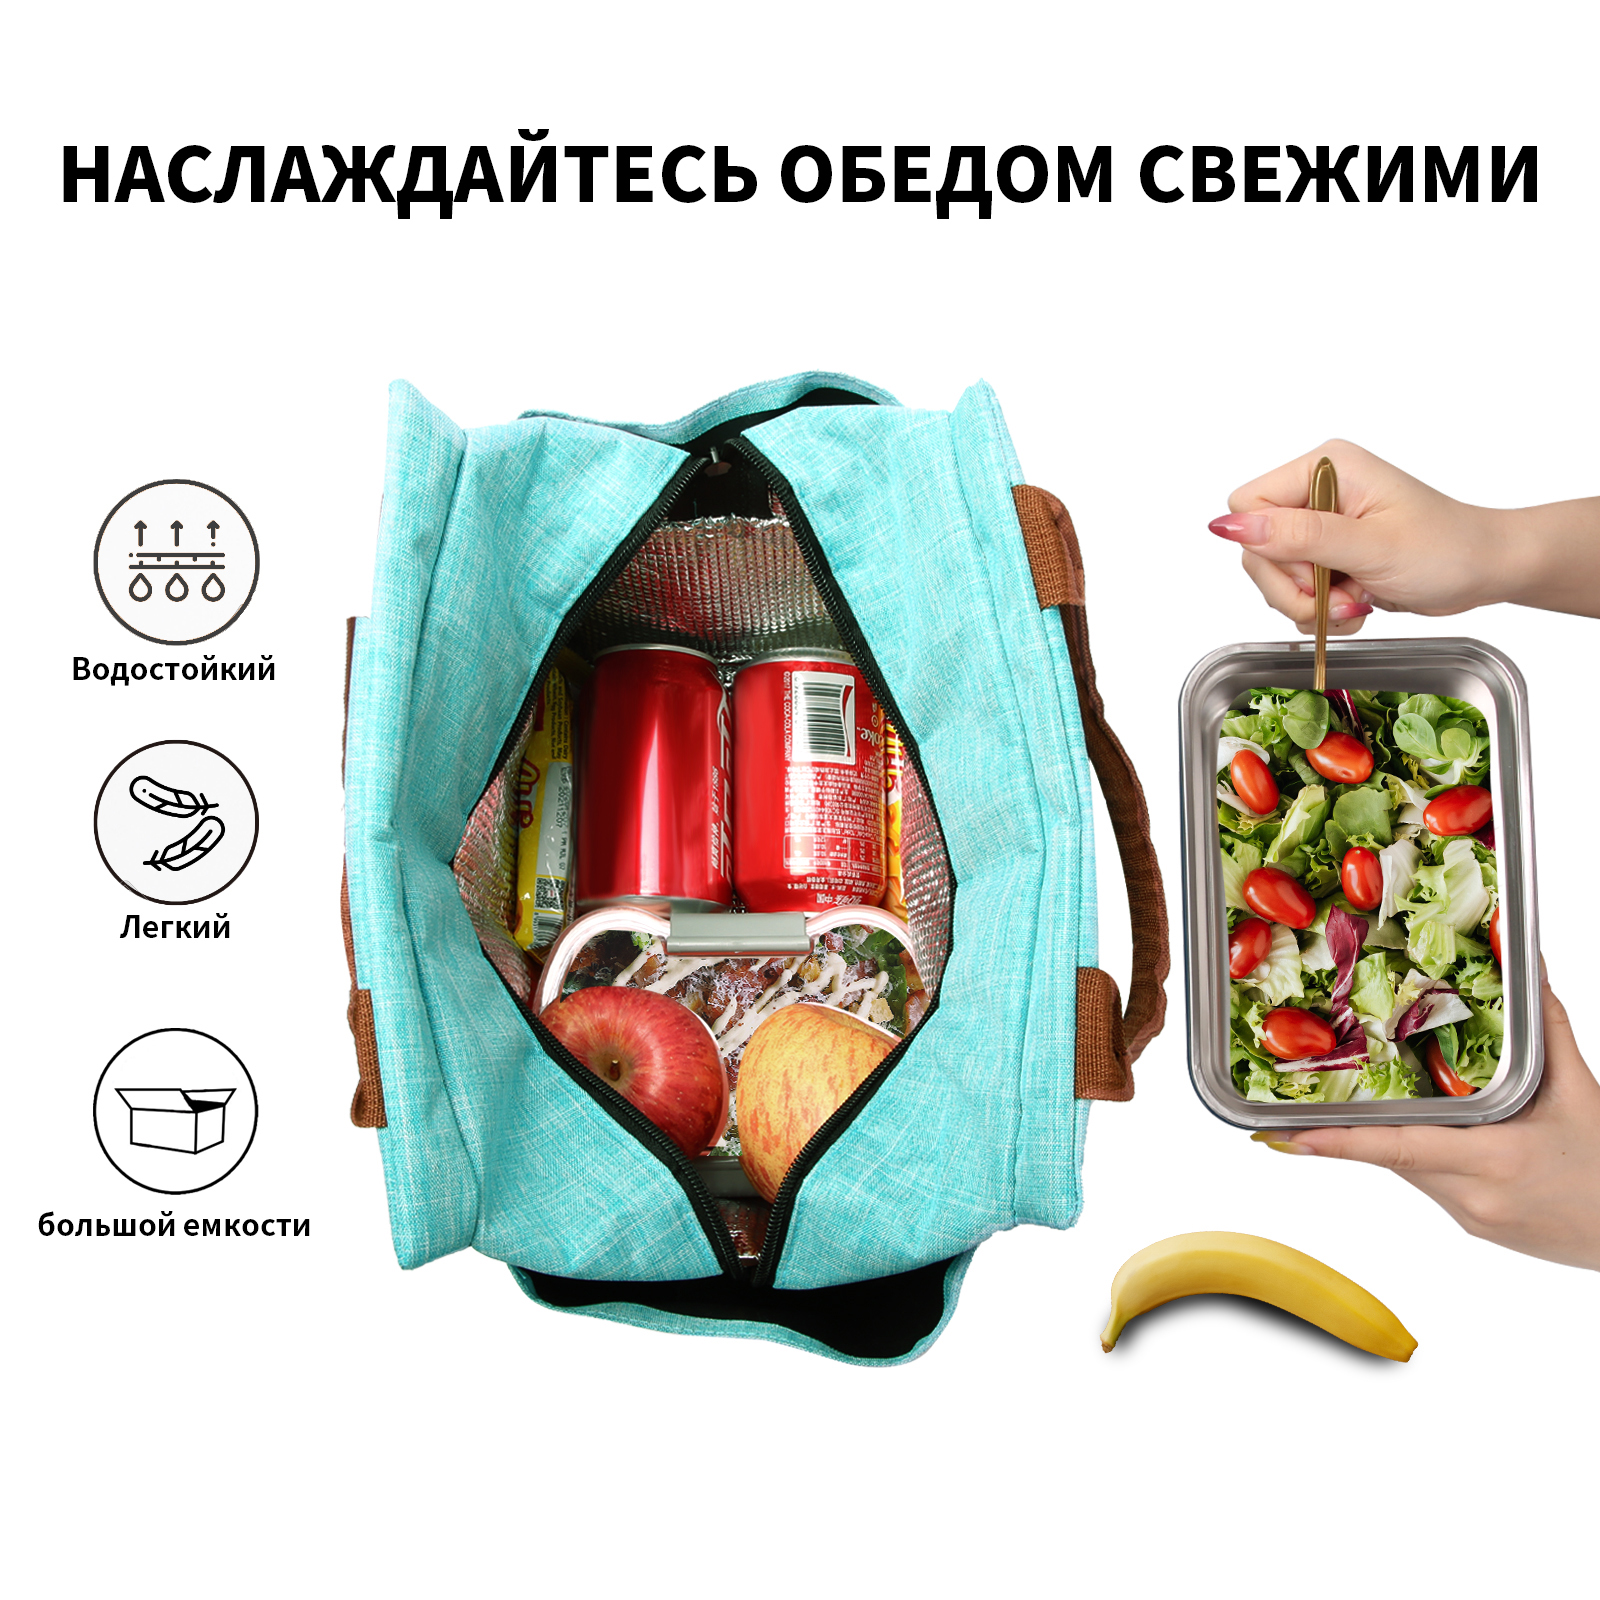 НАСЛАЖДАЙТЕСЬ ОБЕДОМ СВЕЖИМИ
Водостойкий
Легкий
большой емкости